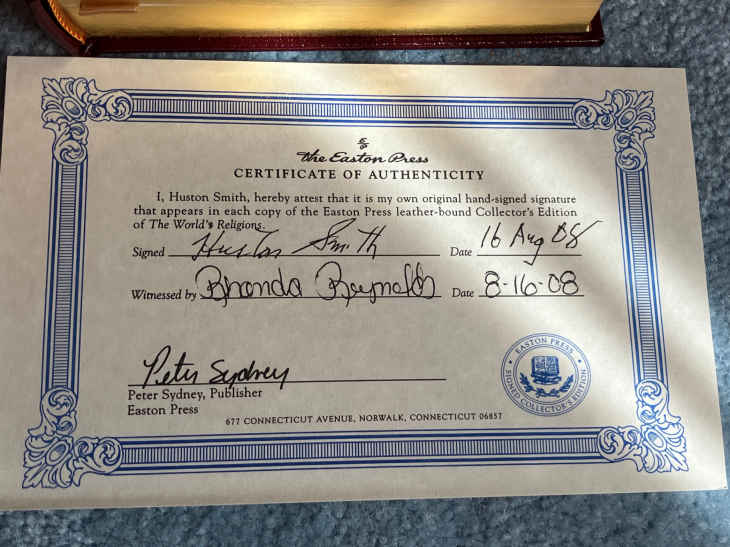 E
P
The Easton Press
CERTIFICATE OF AUTHENTICITY
I, Huston Smith, hereby attest that it is my own original hand-signed signature
that appears in each copy of the Easton Press leather-bound Collector's Edition
of The World's Religions.
Signed Huston Smith Date 16 Aug 08
Witnessed by Rhonda Reynolds Date 8-16-08
Peter Sydney
Peter Sydney, Publisher
Easton Press
677 CONNECTICUT AVENUE, NORWALK, CONNECTICUT 06857
EASTON PRESS
SIGNED COLLECTOR'S EDITION